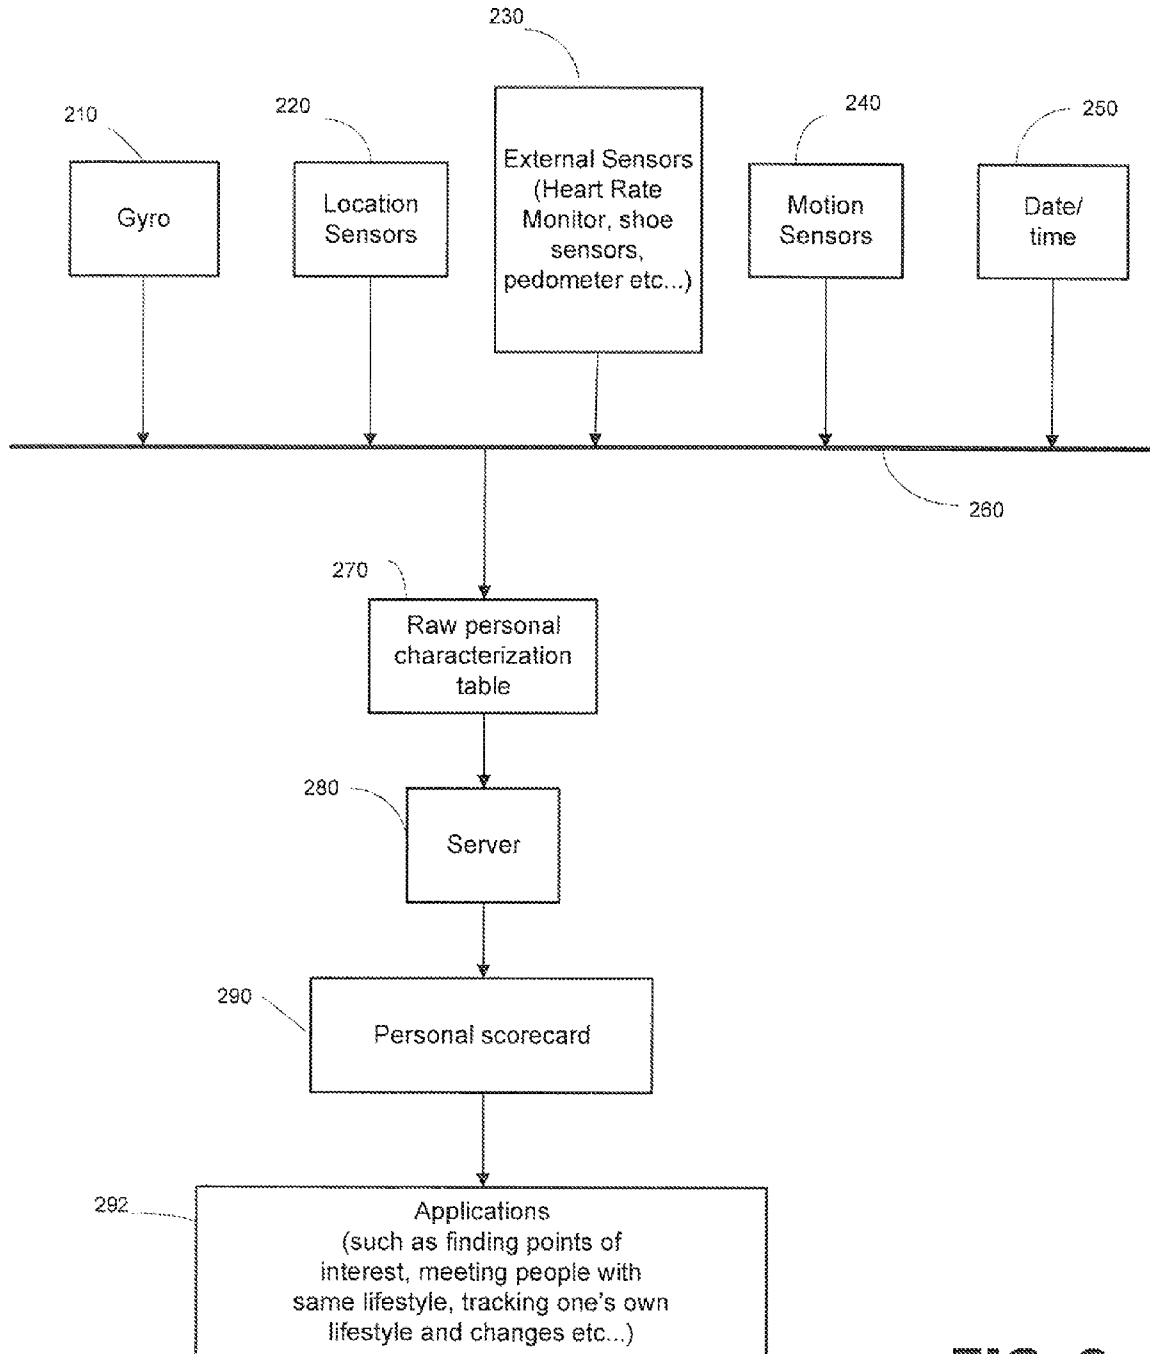 230
210
220
240
250
Gyro
Location
Sensors
External Sensors
(Heart Rate
Monitor, shoe
sensors,
pedometer etc...)
Motion
Sensors
Date/
time
260
270
Raw personal
characterization
table
280
Server
290
Personal scorecard
292
Applications
(such as finding points of
interest, meeting people with
same lifestyle, tracking one's own
lifestyle and changes etc...)